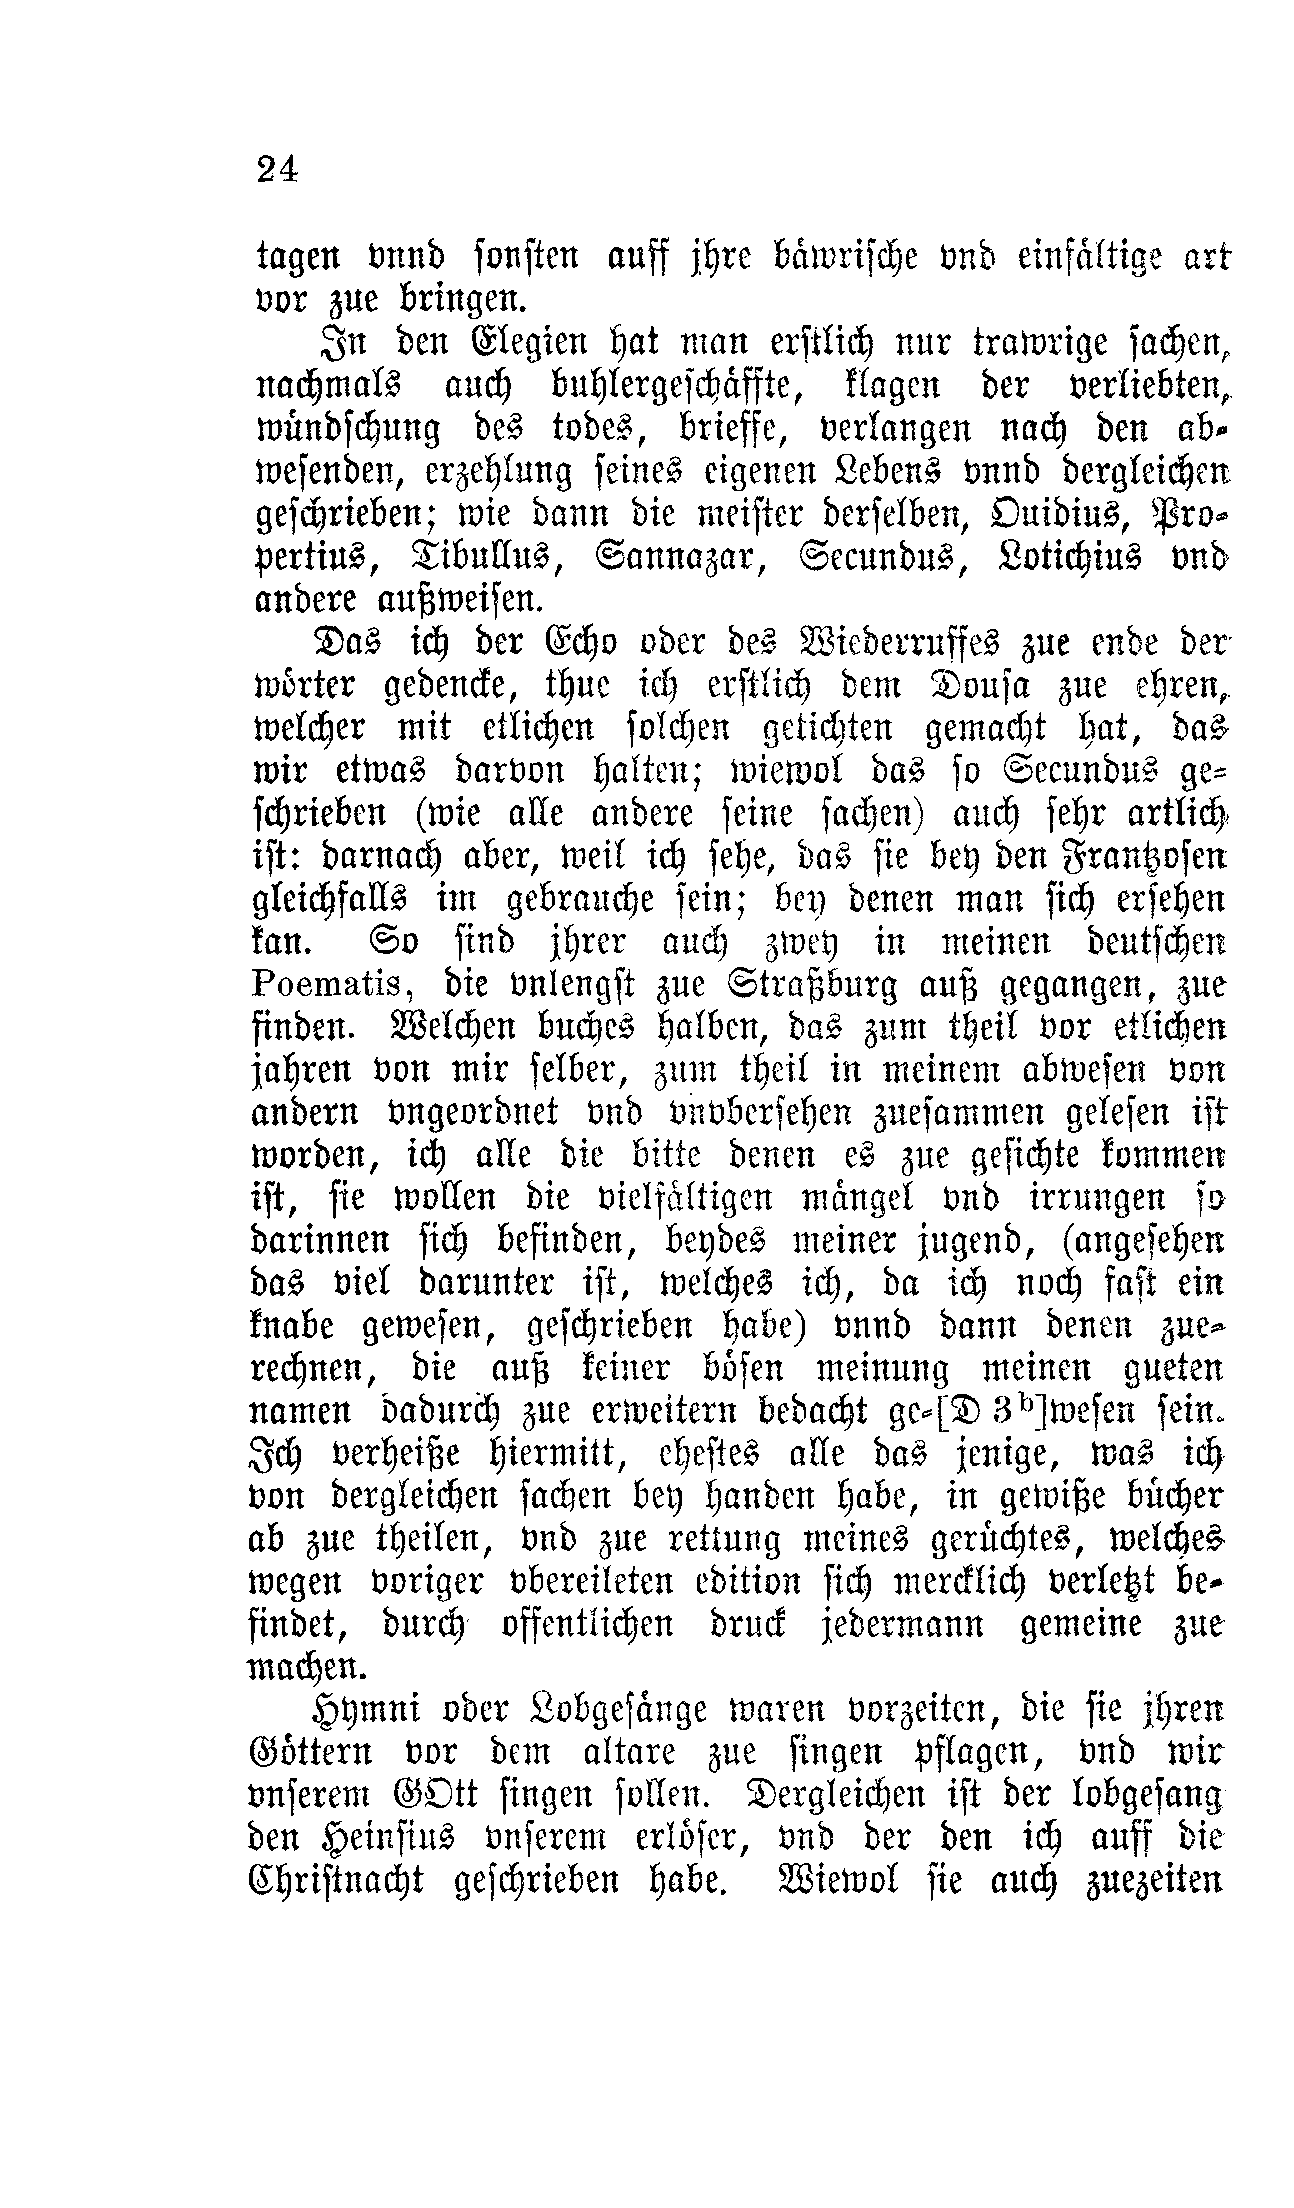 24
tagen vnnd ſonſten auff jhre bäwriſche vnd einfältige art
vor zue bringen.
In den Elegien hat man erſtlich nur trawrige ſachen,
nachmals auch buhlergeſchäffte, klagen der verliebten,
wündſchung des todes, brieffe, verlangen nach den ab-
weſenden, erzehlung ſeines eigenen Lebens vnnd dergleichen
geſchrieben; wie dann die meiſter derſelben, Ouidius, Pro-
pertius, Tibullus, Sannazar, Secundus, Lotichius vnd
andere außweiſen.
Das ich der Echo oder des Wiederruffes zue ende der
wörter gedencke, thue ich erſtlich dem Douſa zue ehren,
welcher mit etlichen ſolchen getichten gemacht hat, das
wir etwas darvon halten; wiewol das ſo Secundus ge-
ſchrieben (wie alle andere ſeine ſachen) auch ſehr artlich
iſt: darnach aber, weil ich ſehe, das ſie bey den Frantzoſen
gleichfalls im gebrauche ſein; bey denen man ſich erſehen
kan. So ſind jhrer auch zwey in meinen deutſchen
Poematis, die vnlengſt zue Straßburg auß gegangen, zue
finden. Welchen buches halben, das zum theil vor etlichen
jahren von mir ſelber, zum theil in meinem abweſen von
andern vngeordnet vnd vnvberſehen zueſammen geleſen iſt
worden, ich alle die bitte denen es zue geſichte kommen
iſt, ſie wollen die vielfältigen mängel vnd irrungen ſo
darinnen ſich befinden, beydes meiner jugend, (angeſehen
das viel darunter iſt, welches ich, da ich noch faſt ein
knabe geweſen, geſchrieben habe) vnnd dann denen zue-
rechnen, die auß keiner böſen meinung meinen gueten
namen dadurch zue erweitern bedacht ge-[D 3ᵇ]weſen ſein.
Ich verheiße hiermitt, eheſtes alle das jenige, was ich
von dergleichen ſachen bey handen habe, in gewiße bücher
ab zue theilen, vnd zue rettung meines gerüchtes, welches
wegen voriger vbereileten edition ſich mercklich verletzt be-
findet, durch offentlichen druck jedermann gemeine zue
machen.
Hymni oder Lobgeſänge waren vorzeiten, die ſie jhren
Göttern vor dem altare zue ſingen pflagen, vnd wir
vnſerem GOtt ſingen ſollen. Dergleichen iſt der lobgeſang
den Heinſius vnſerem erlöſer, vnd der den ich auff die
Chriſtnacht geſchrieben habe. Wiewol ſie auch zuezeiten